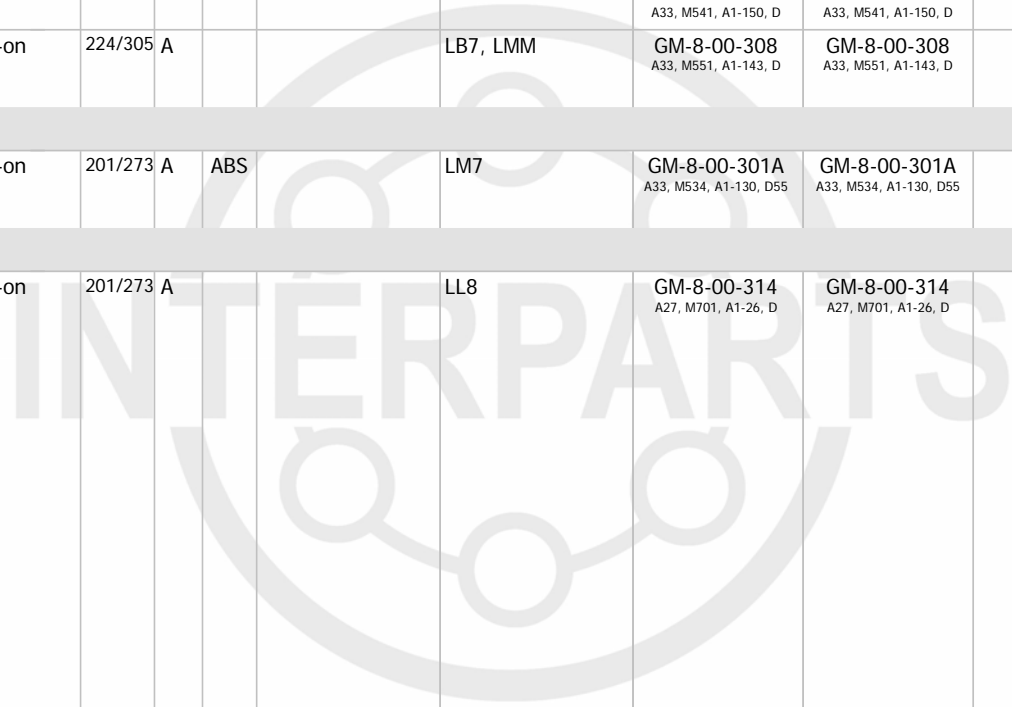 A33, M541, A1-150, D A33, M541, A1-150, D
-on 224/305 A LB7, LMM GM-8-00-308 GM-8-00-308
A33, M551, A1-143, D A33, M551, A1-143, D
-on 201/273 A ABS LM7 GM-8-00-301A GM-8-00-301A
A33, M534, A1-130, D55 A33, M534, A1-130, D55
-on 201/273 A LL8 GM-8-00-314 GM-8-00-314
A27, M701, A1-26, D A27, M701, A1-26, D
INTERPARTS